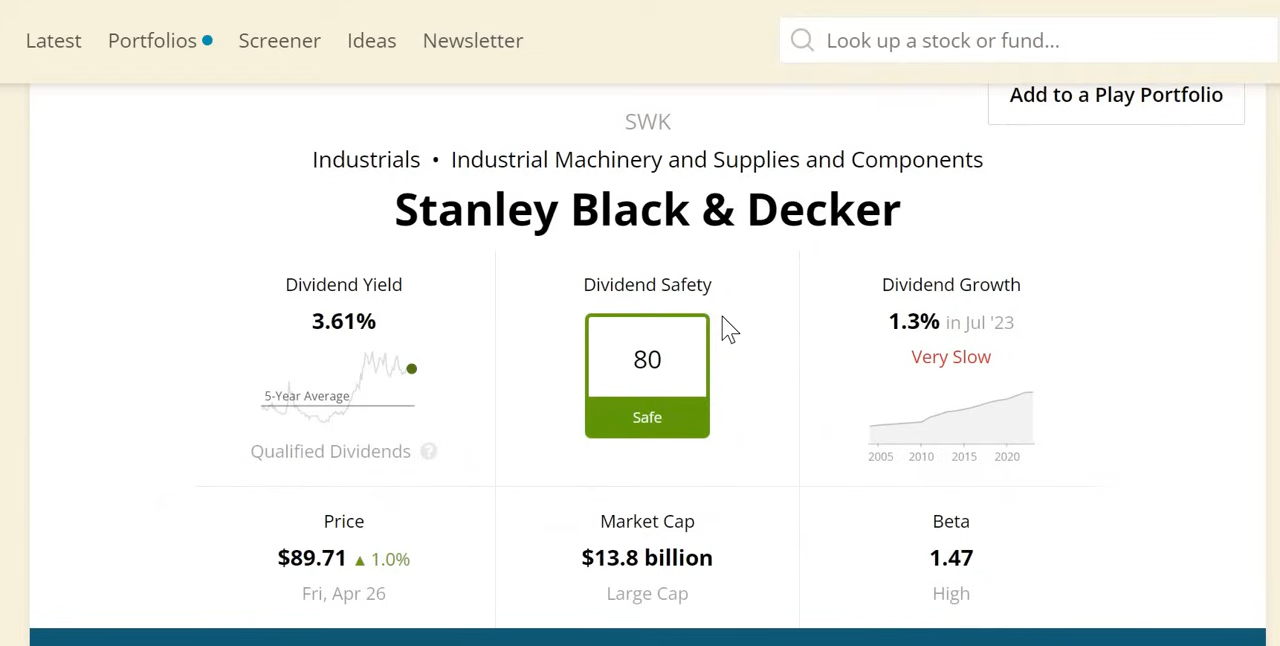 Latest Portfolios Screener Ideas Newsletter Look up a stock or fund...
Add to a Play Portfolio
SWK
Industrials • Industrial Machinery and Supplies and Components
Stanley Black & Decker
Dividend Yield
3.61%
5-Year Average
Qualified Dividends ?
Dividend Safety
80
Safe
Dividend Growth
1.3% in Jul '23
Very Slow
2005 2010 2015 2020
Price
$89.71 ▲ 1.0%
Fri, Apr 26
Market Cap
$13.8 billion
Large Cap
Beta
1.47
High